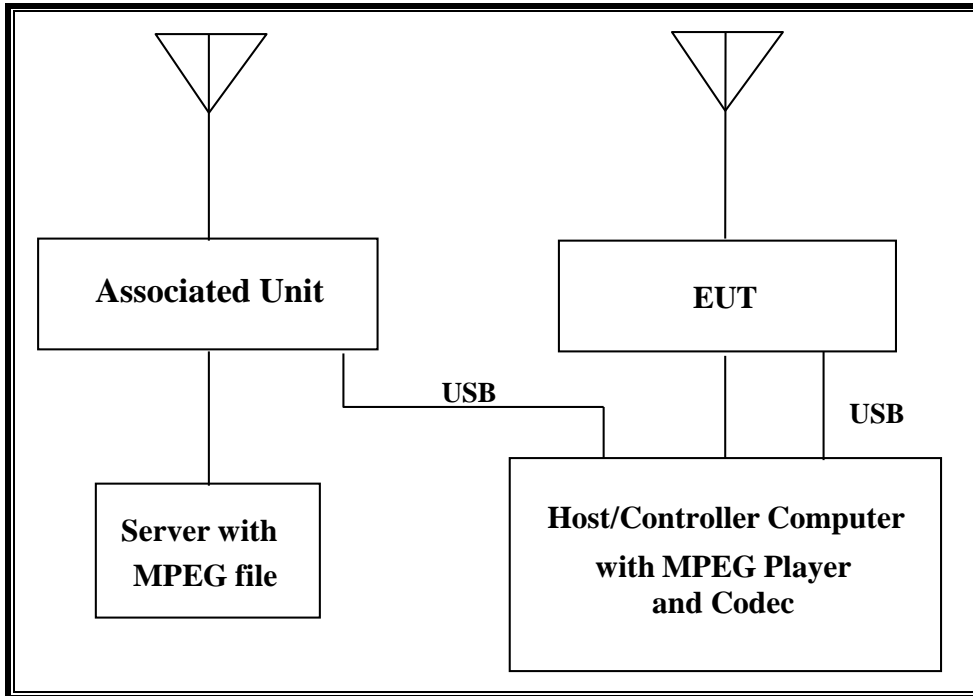 Associated Unit
EUT
USB
USB
Server with
MPEG file
Host/Controller Computer
with MPEG Player
and Codec